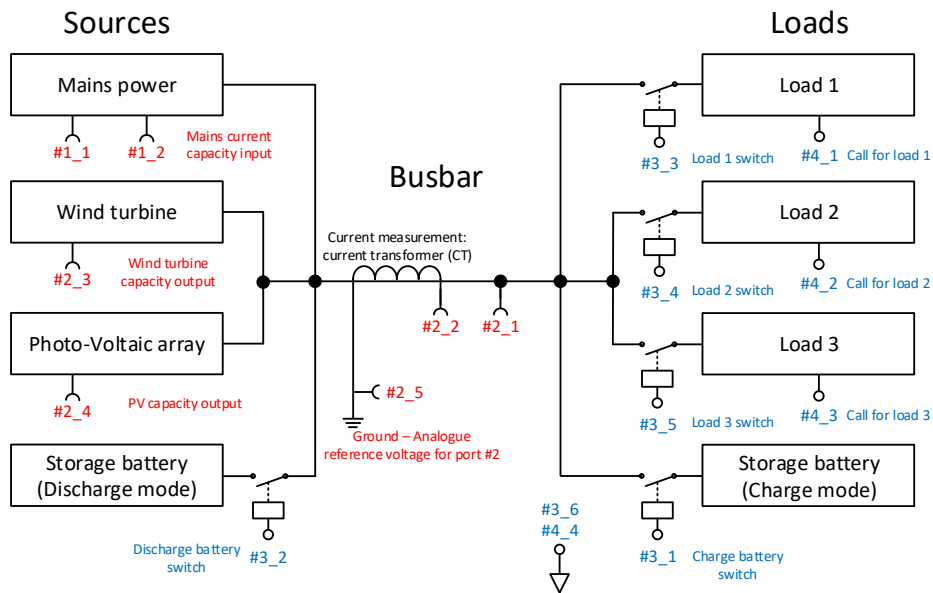 Sources
Loads
Mains power
#1_1
#1_2
Mains current
capacity input
Load 1
#3_3
Load 1 switch
#4_1
Call for load 1
Busbar
Wind turbine
#2_3
Wind turbine
capacity output
Current measurement:
current transformer (CT)
#2_2
#2_1
Load 2
#3_4
Load 2 switch
#4_2
Call for load 2
Photo-Voltaic array
#2_4
PV capacity output
#2_5
Ground – Analogue
reference voltage for port #2
Load 3
#3_5
Load 3 switch
#4_3
Call for load 3
Storage battery
(Discharge mode)
Discharge battery
switch
#3_2
#3_6
#4_4
Storage battery
(Charge mode)
#3_1
Charge battery
switch